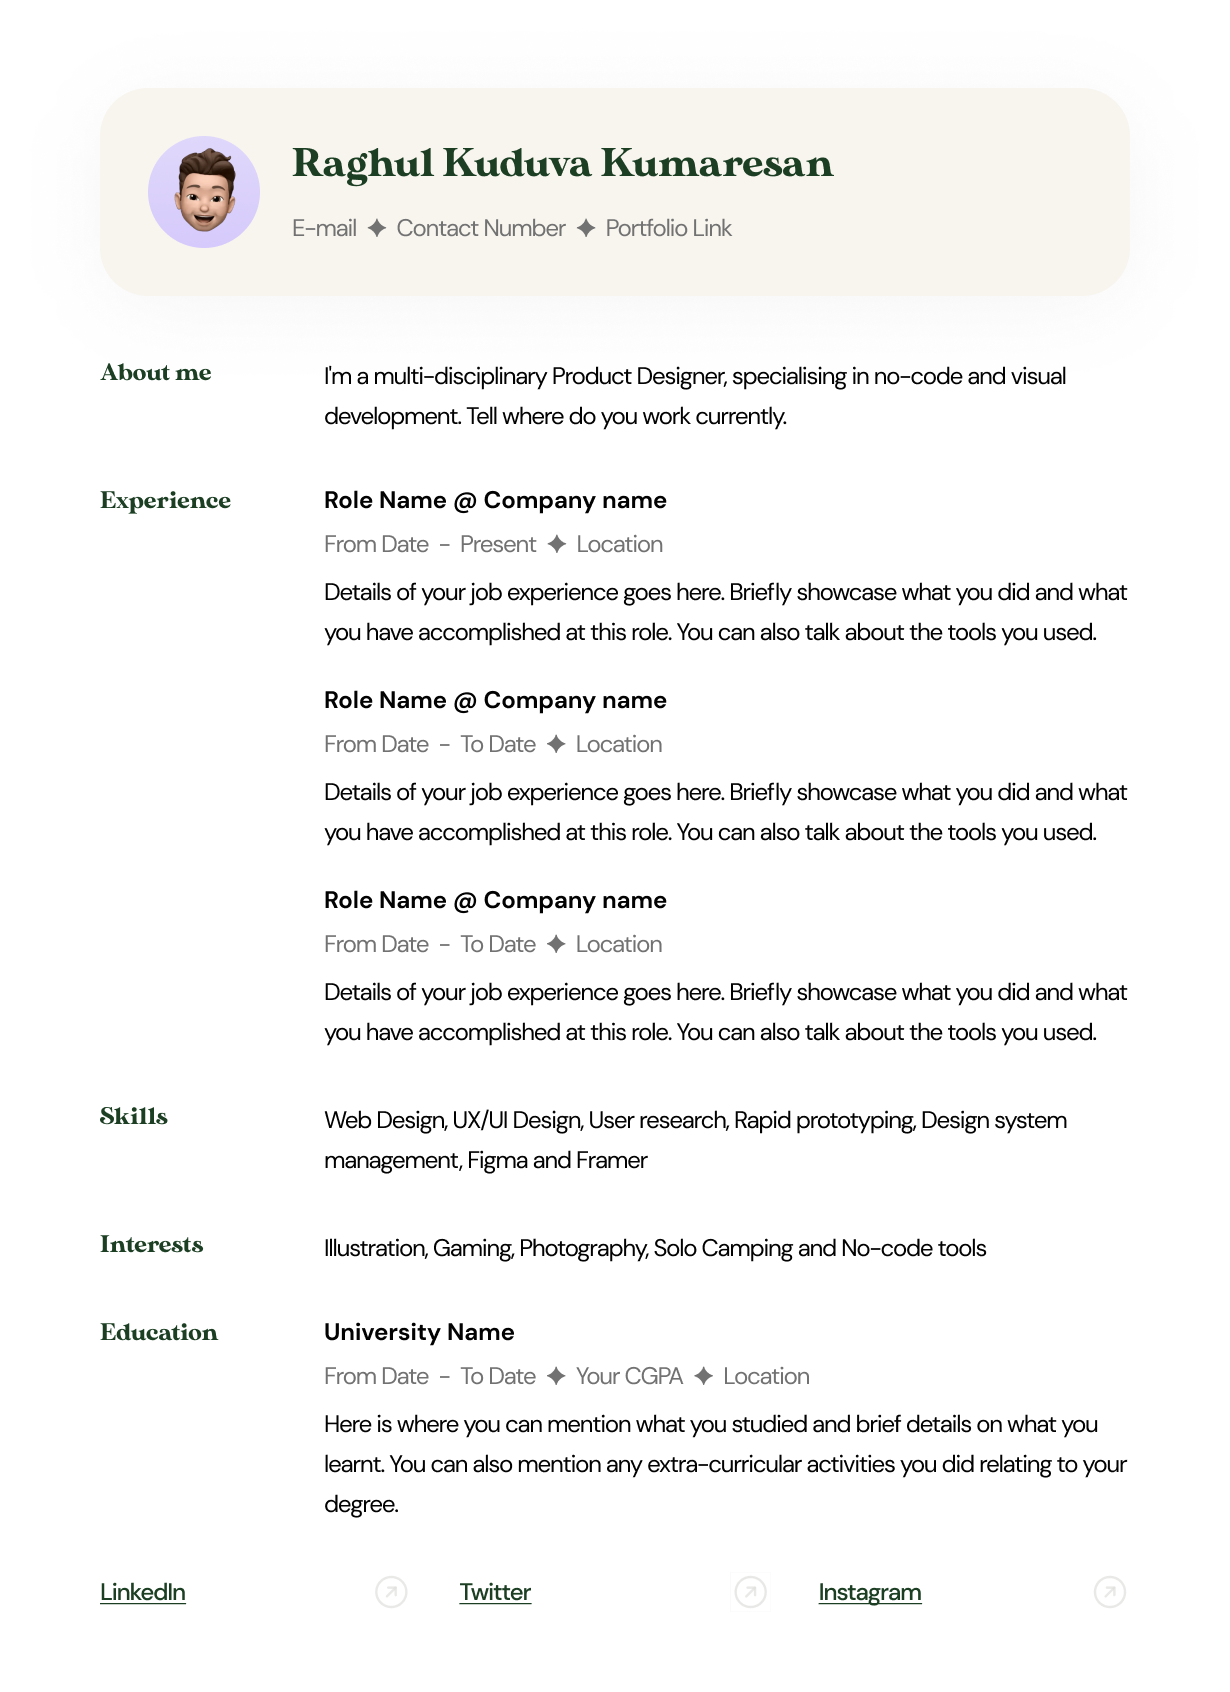 Raghul Kuduva Kumaresan
E-mail ✦ Contact Number ✦ Portfolio Link
About me
I'm a multi-disciplinary Product Designer, specialising in no-code and visual
development. Tell where do you work currently.
Experience
Role Name @ Company name
From Date - Present ✦ Location
Details of your job experience goes here. Briefly showcase what you did and what
you have accomplished at this role. You can also talk about the tools you used.
Role Name @ Company name
From Date - To Date ✦ Location
Details of your job experience goes here. Briefly showcase what you did and what
you have accomplished at this role. You can also talk about the tools you used.
Role Name @ Company name
From Date - To Date ✦ Location
Details of your job experience goes here. Briefly showcase what you did and what
you have accomplished at this role. You can also talk about the tools you used.
Skills
Web Design, UX/UI Design, User research, Rapid prototyping, Design system
management, Figma and Framer
Interests
Illustration, Gaming, Photography, Solo Camping and No-code tools
Education
University Name
From Date - To Date ✦ Your CGPA ✦ Location
Here is where you can mention what you studied and brief details on what you
learnt. You can also mention any extra-curricular activities you did relating to your
degree.
LinkedIn
Twitter
Instagram